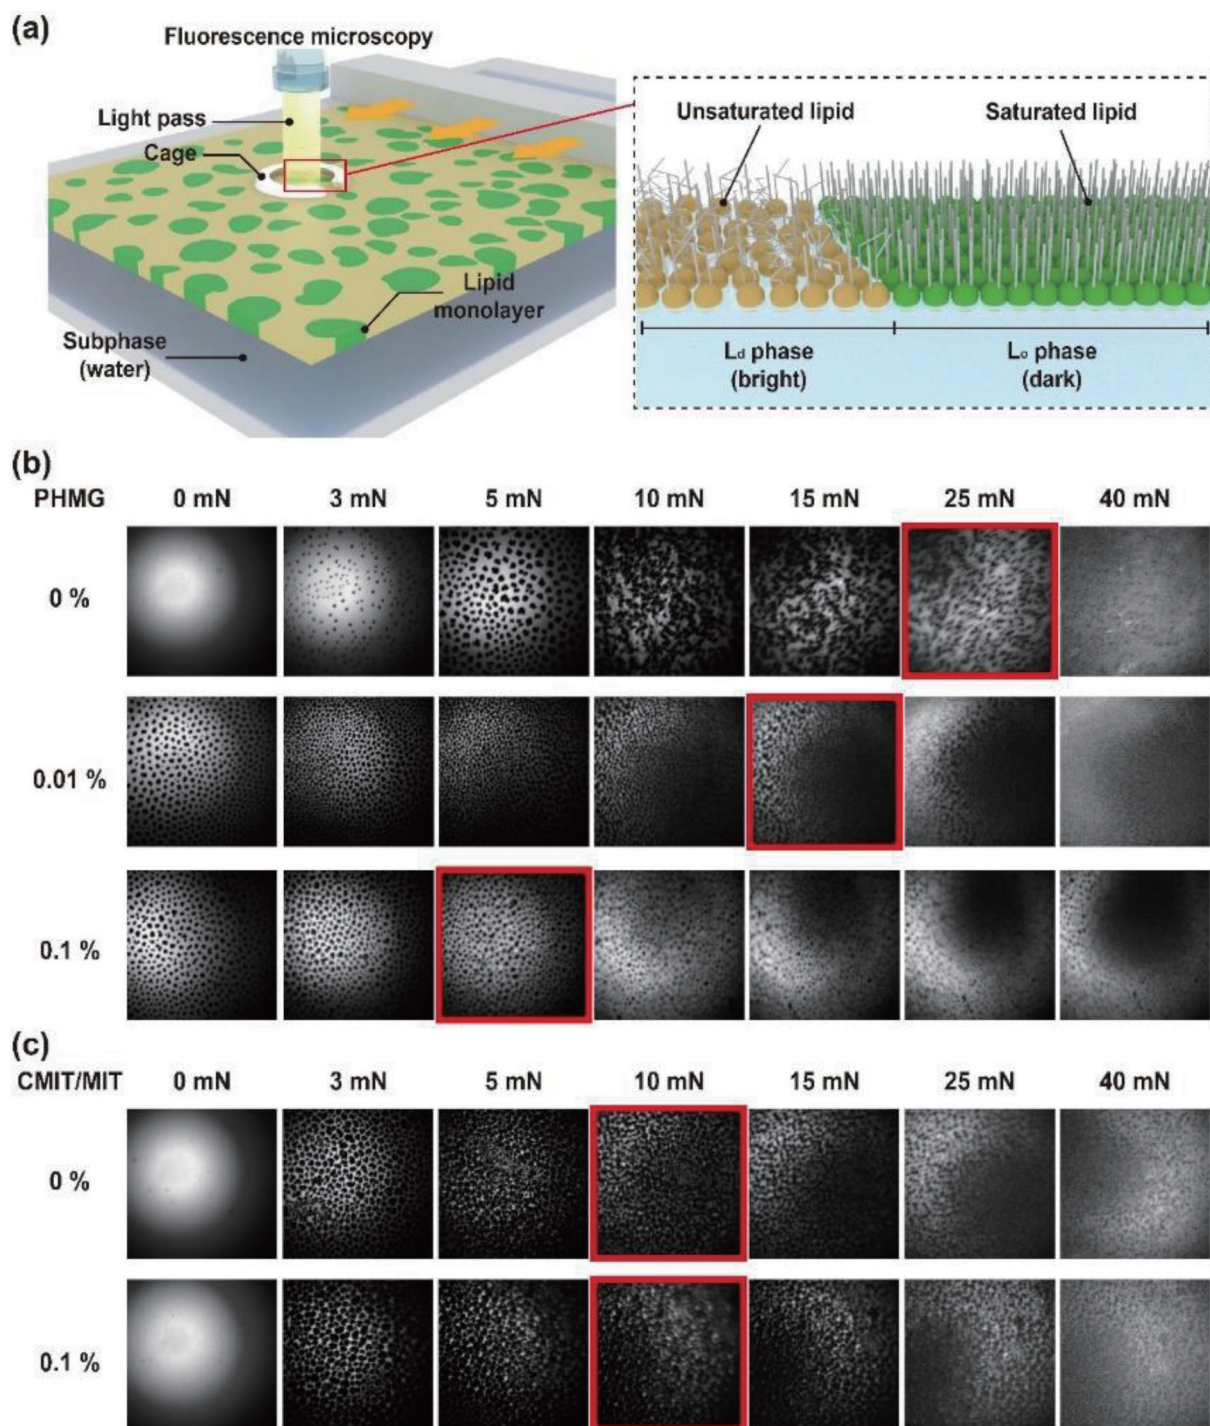 (a)
Fluorescence microscopy
Light pass
Cage
Lipid
monolayer
Subphase
(water)
Unsaturated lipid
Saturated lipid
Ld phase
(bright)
Lo phase
(dark)
(b)
PHMG 0 mN 3 mN 5 mN 10 mN 15 mN 25 mN 40 mN
0 %
0.01 %
0.1 %
(c)
CMIT/MIT 0 mN 3 mN 5 mN 10 mN 15 mN 25 mN 40 mN
0 %
0.1 %